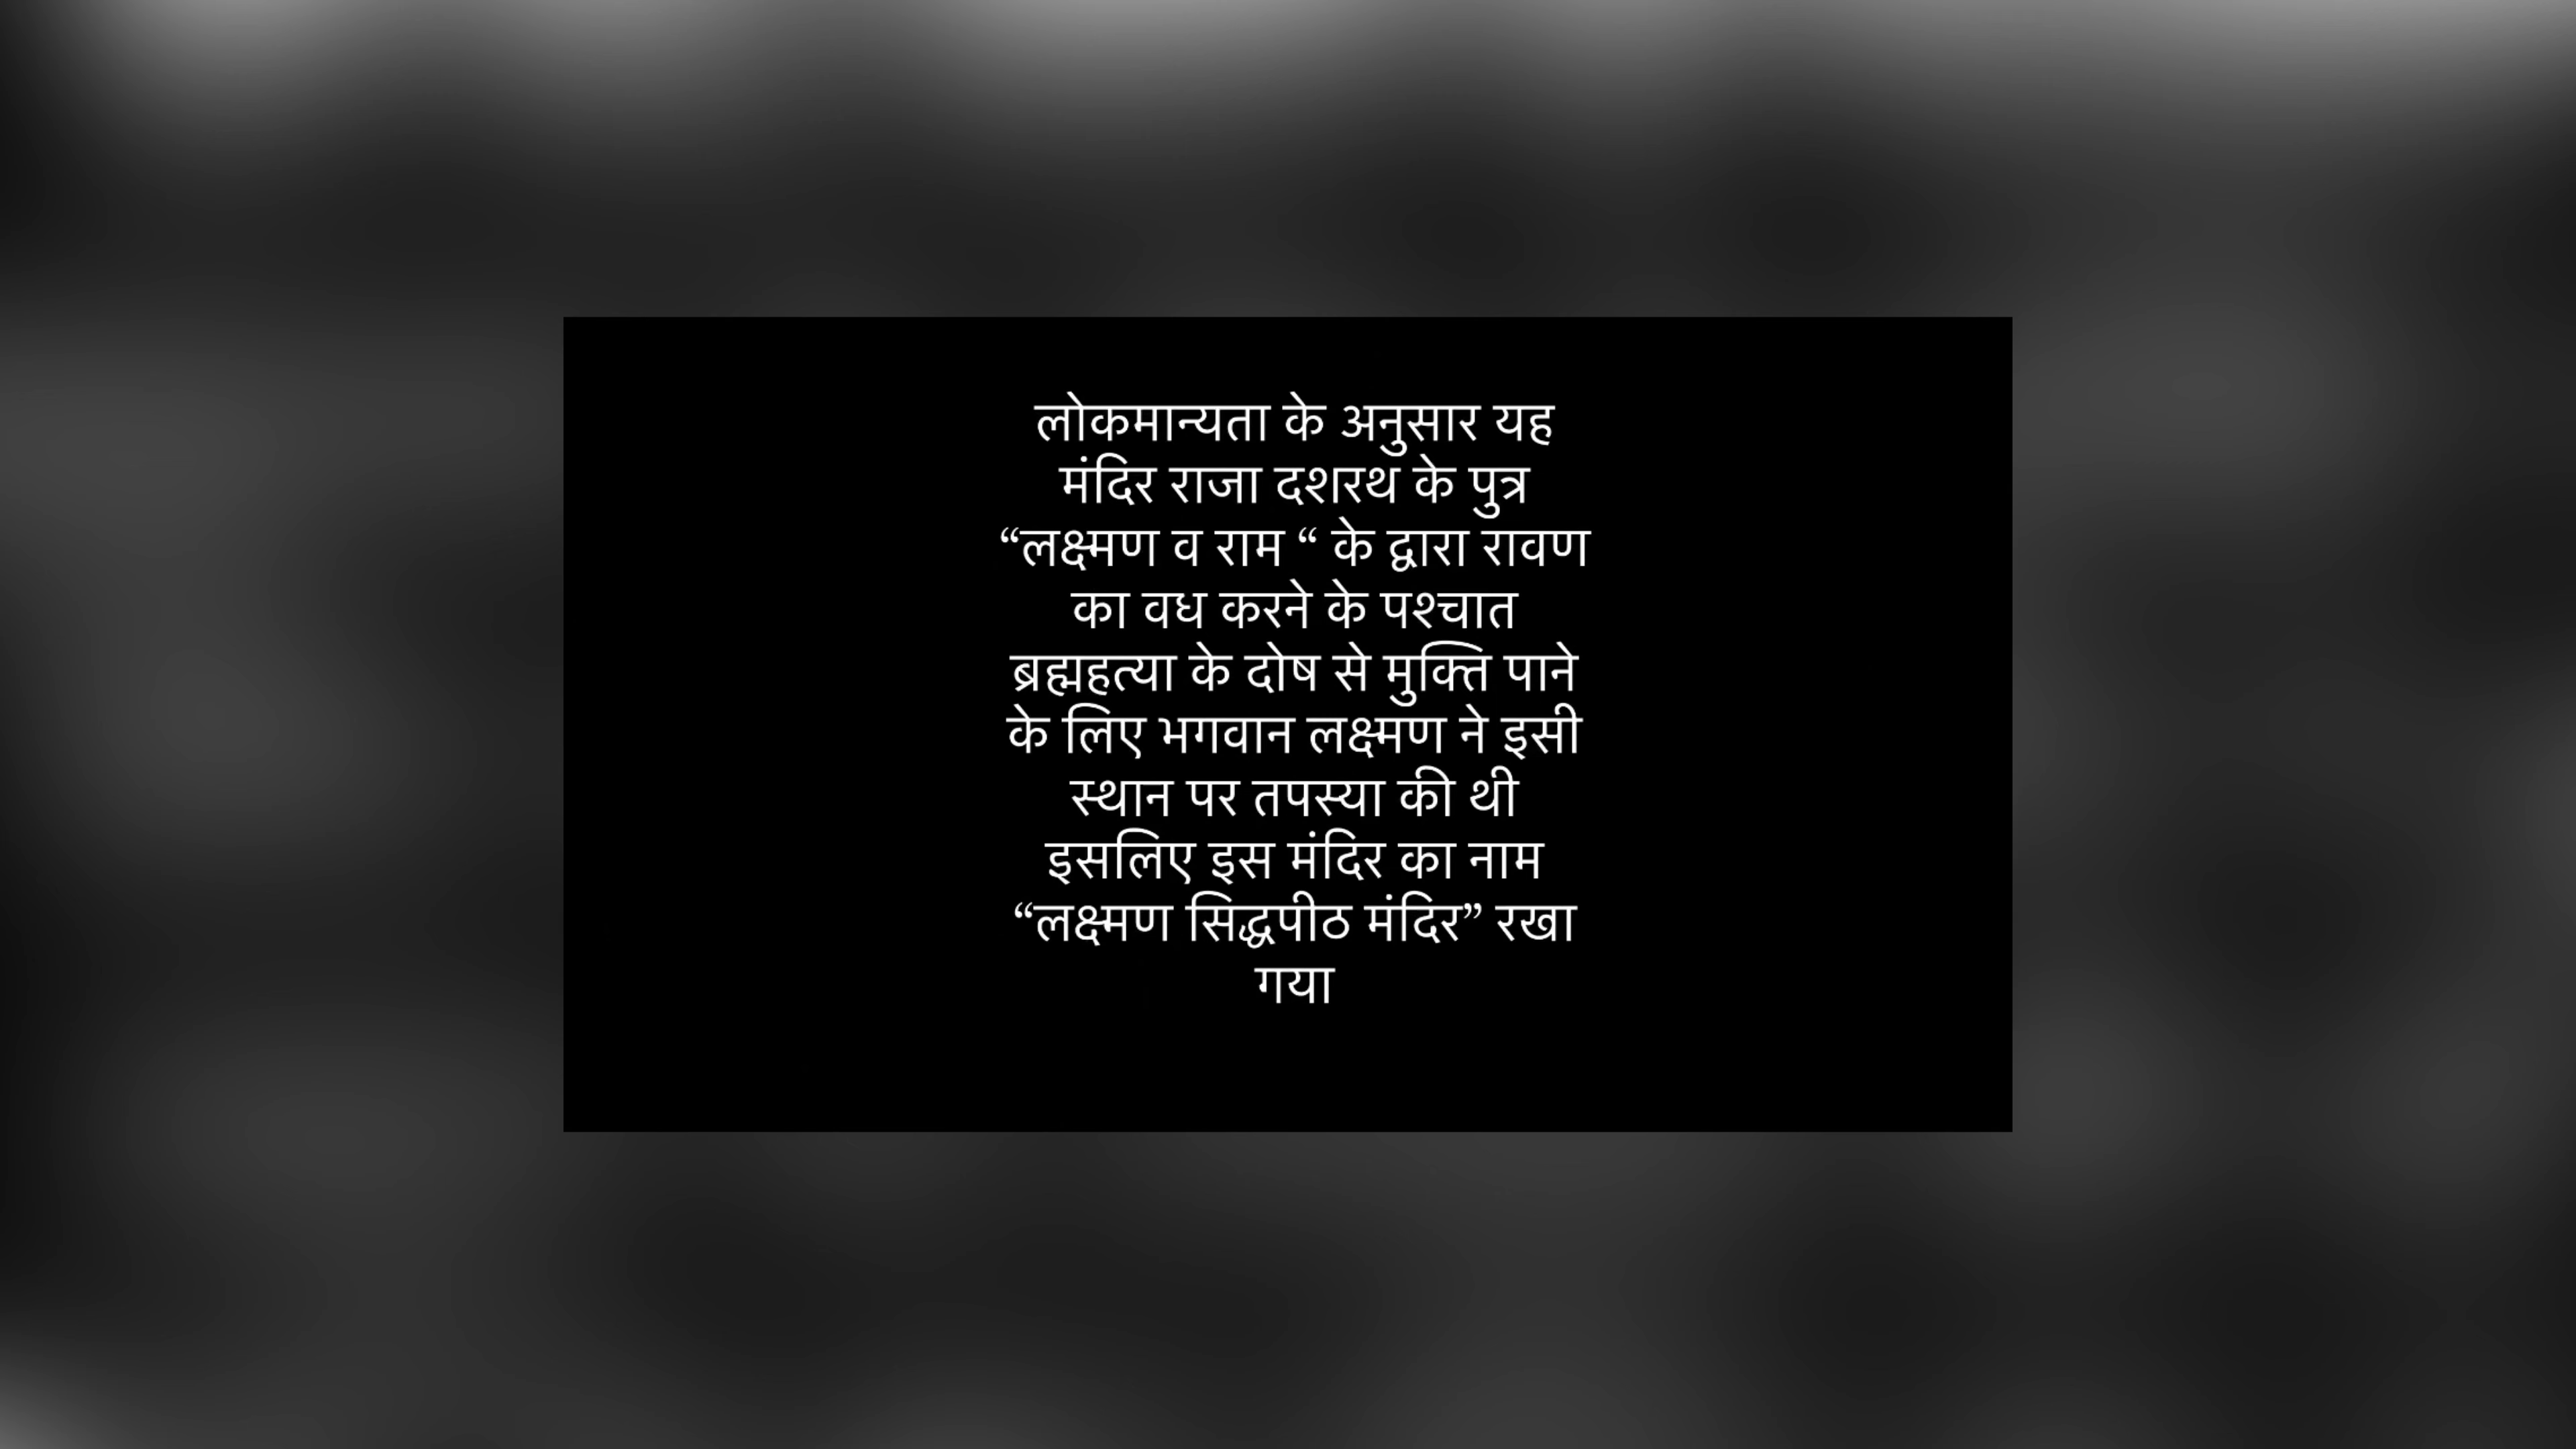 लोकमान्यता के अनुसार यह
मंदिर राजा दशरथ के पुत्र
“लक्ष्मण व राम “ के द्वारा रावण
का वध करने के पश्चात
ब्रह्महत्या के दोष से मुक्ति पाने
के लिए भगवान लक्ष्मण ने इसी
स्थान पर तपस्या की थी
इसलिए इस मंदिर का नाम
“लक्ष्मण सिद्धपीठ मंदिर” रखा
गया